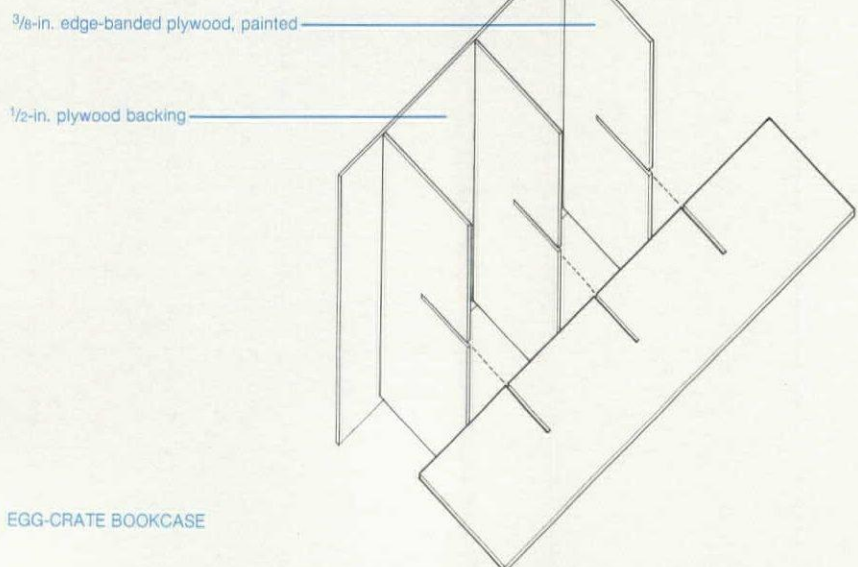 3/8-in. edge-banded plywood, painted
1/2-in. plywood backing
EGG-CRATE BOOKCASE